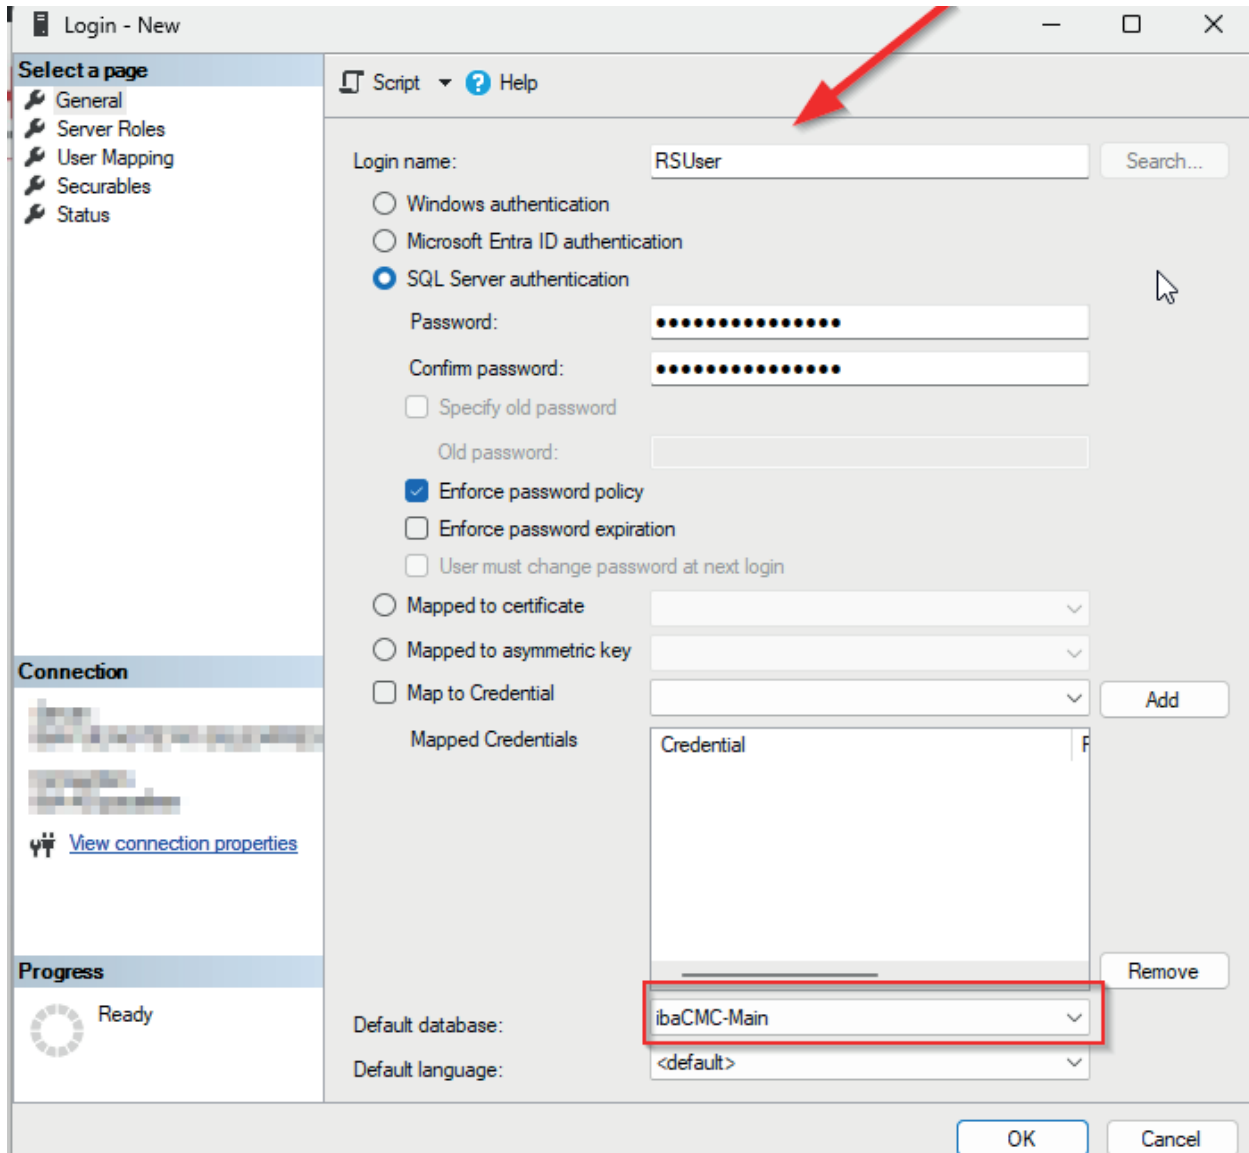 Login - New
Select a page
General
Server Roles
User Mapping
Securables
Status
Script
Help
Login name:
RSUser
Search...
Windows authentication
Microsoft Entra ID authentication
SQL Server authentication
Password:
●●●●●●●●●●●●●●●
Confirm password:
●●●●●●●●●●●●●●●
Specify old password
Old password:
Enforce password policy
Enforce password expiration
User must change password at next login
Mapped to certificate
Mapped to asymmetric key
Map to Credential
Add
Mapped Credentials
Credential
Remove
Default database:
ibaCMC-Main
Default language:
<default>
Connection
View connection properties
Progress
Ready
OK
Cancel